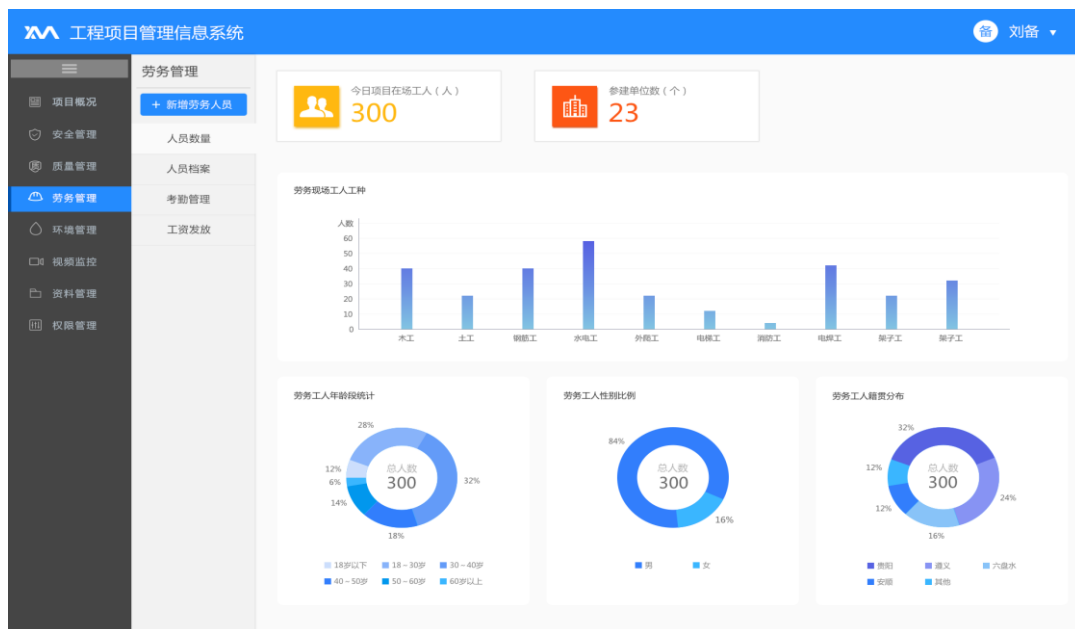 工程项目管理信息系统
备 刘备
项目概况
安全管理
质量管理
劳务管理
环境管理
视频监控
资料管理
权限管理
劳务管理
+ 新增劳务人员
人员数量
人员档案
考勤管理
工资发放
今日项目在场工人（人）
300
参建单位数（个）
23
劳务现场工人工种
人数
60
50
40
30
20
10
0
木工 土工 钢筋工 水电工 外陪工 电梯工 消防工 电焊工 架子工 架子工
劳务工人年龄段统计
28%
12%
6%
14%
18%
32%
总人数
300
18岁以下 18~30岁 30~40岁
40~50岁 50~60岁 60岁以上
劳务工人性别比例
84%
16%
总人数
300
男 女
劳务工人籍贯分布
32%
12%
12%
16%
24%
总人数
300
贵阳 遵义 六盘水
安顺 其他